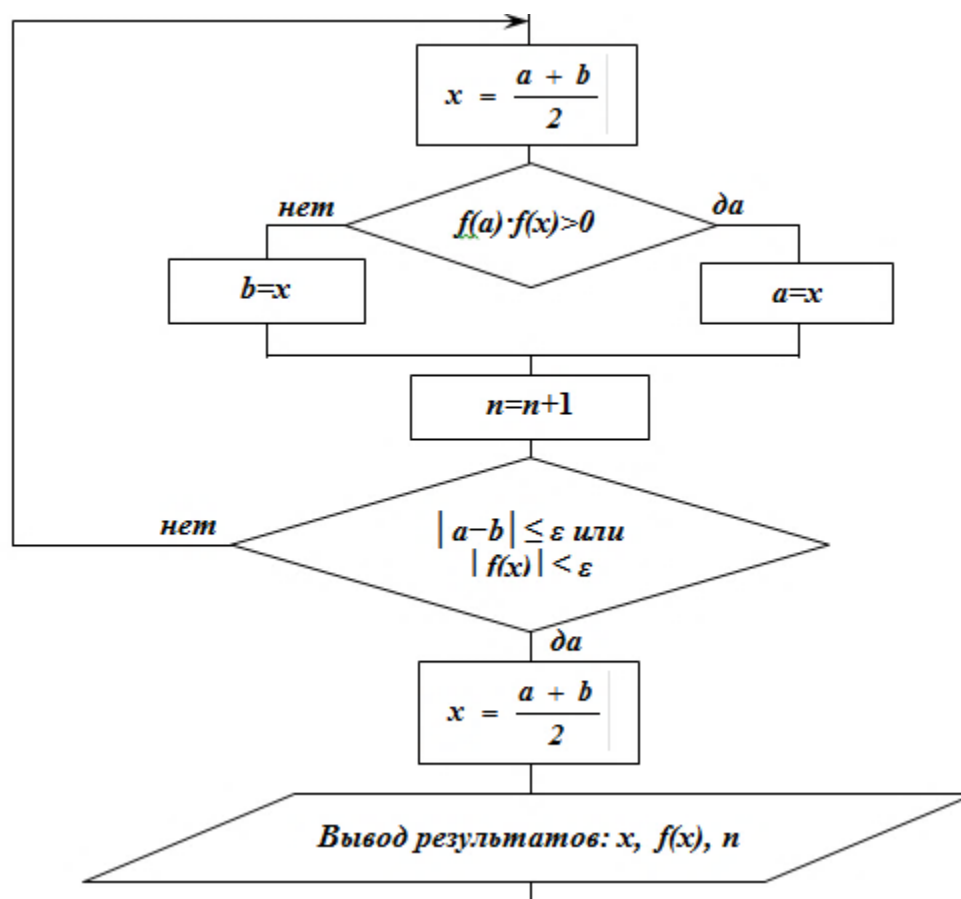 x = (a + b)/2
нет
да
f(a)·f(x)>0
b=x
a=x
n=n+1
нет
|a−b| ≤ ε или
|f(x)| < ε
да
x = (a + b)/2
Вывод результатов: x, f(x), n